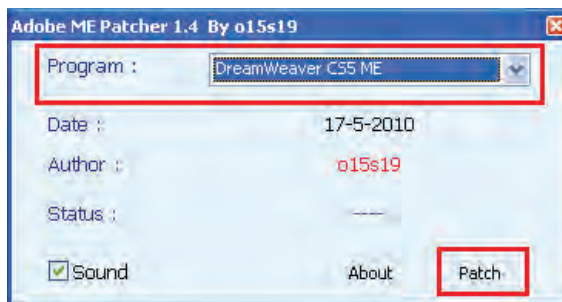 Adobe ME Patcher 1.4 By o15s19
Program : DreamWeaver CS5 ME
Date : 17-5-2010
Author : o15s19
Status : ----
Sound About Patch